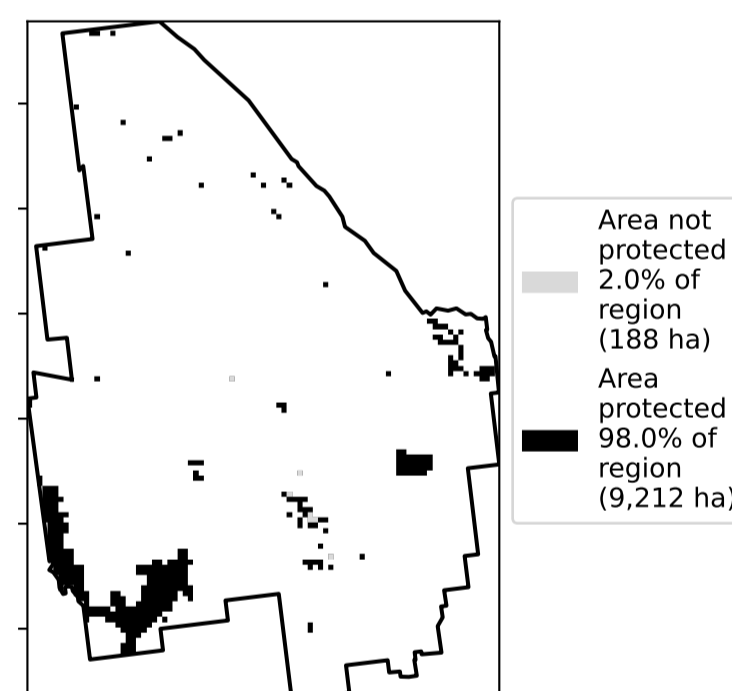 Area not
protected
2.0% of
region
(188 ha)
Area
protected
98.0% of
region
(9,212 ha)